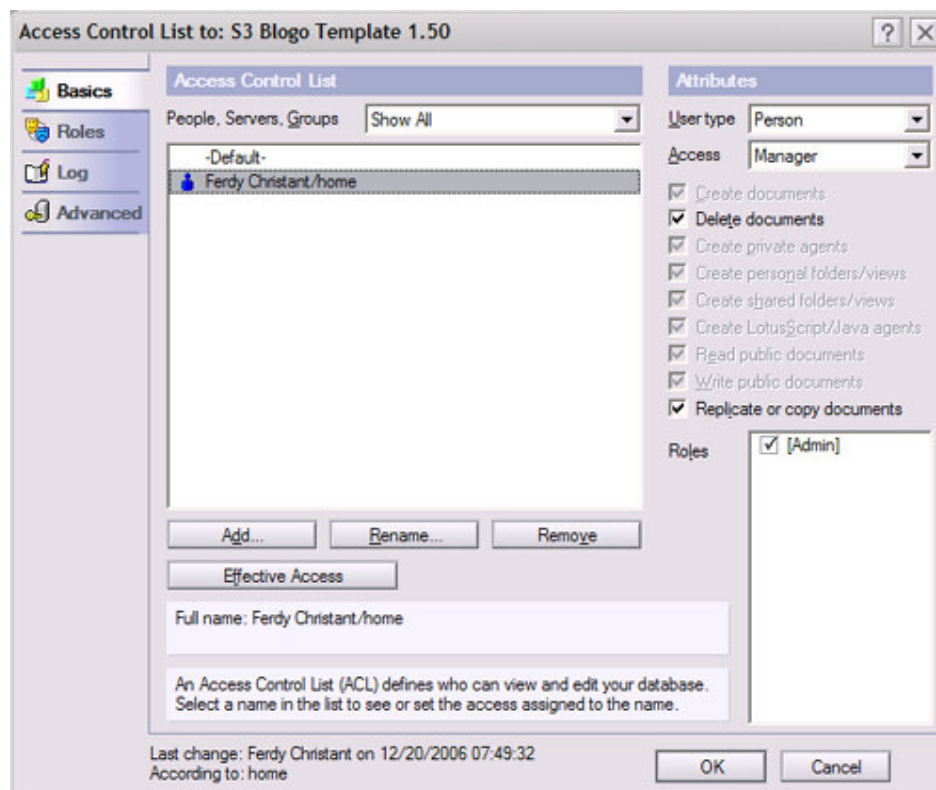 Access Control List to: S3 Blogo Template 1.50
Basics
Roles
Log
Advanced
Access Control List
People, Servers, Groups Show All
-Default-
Ferdy Christant/home
Add... Rename... Remove
Effective Access
Full name: Ferdy Christant/home
An Access Control List (ACL) defines who can view and edit your database.
Select a name in the list to see or set the access assigned to the name.
Attributes
User type Person
Access Manager
Create documents
Delete documents
Create private agents
Create personal folders/views
Create shared folders/views
Create LotusScript/Java agents
Read public documents
Write public documents
Replicate or copy documents
Roles [Admin]
Last change: Ferdy Christant on 12/20/2006 07:49:32
According to: home
OK Cancel